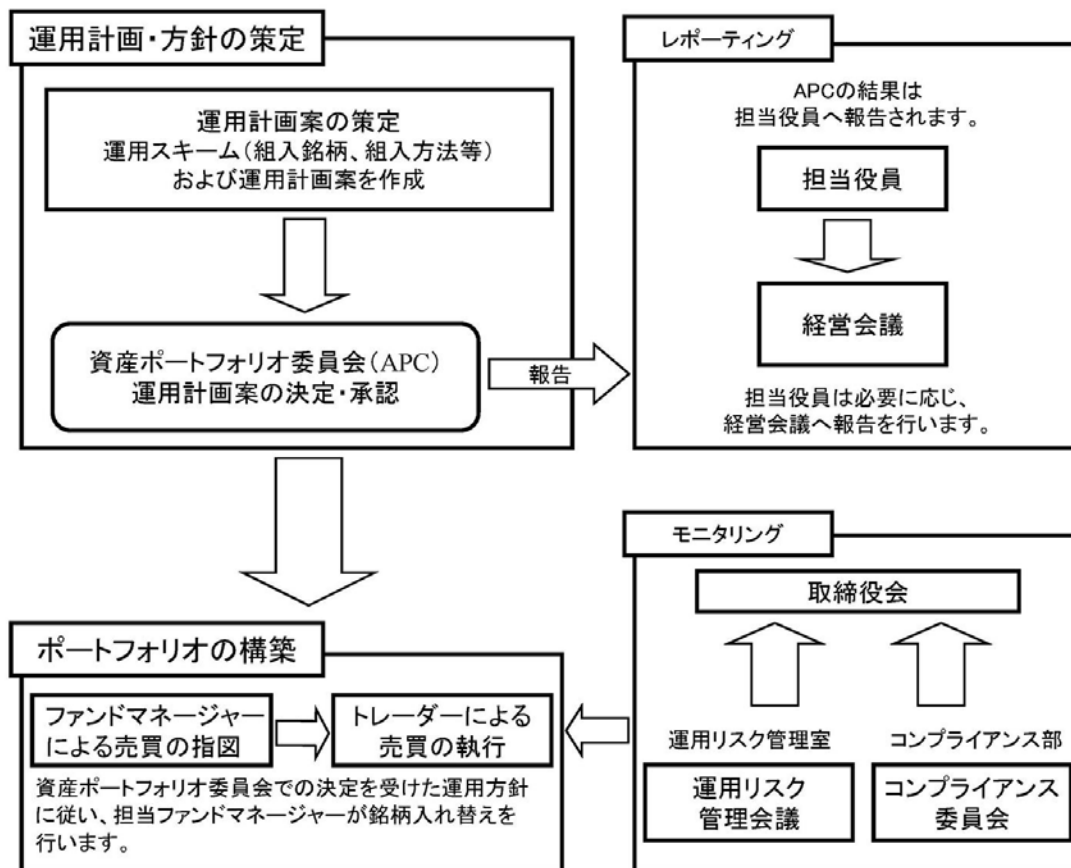 運用計画・方針の策定
運用計画案の策定
運用スキーム(組入銘柄、組入方法等)
および運用計画案を作成
資産ポートフォリオ委員会(APC)
運用計画案の決定・承認
報告
レポーティング
APCの結果は
担当役員へ報告されます。
担当役員
経営会議
担当役員は必要に応じ、
経営会議へ報告を行います。
ポートフォリオの構築
ファンドマネージャー
による売買の指図
トレーダーによる
売買の執行
資産ポートフォリオ委員会での決定を受けた運用方針
に従い、担当ファンドマネージャーが銘柄入れ替えを
行います。
モニタリング
取締役会
運用リスク管理室
コンプライアンス部
運用リスク
管理会議
コンプライアンス
委員会